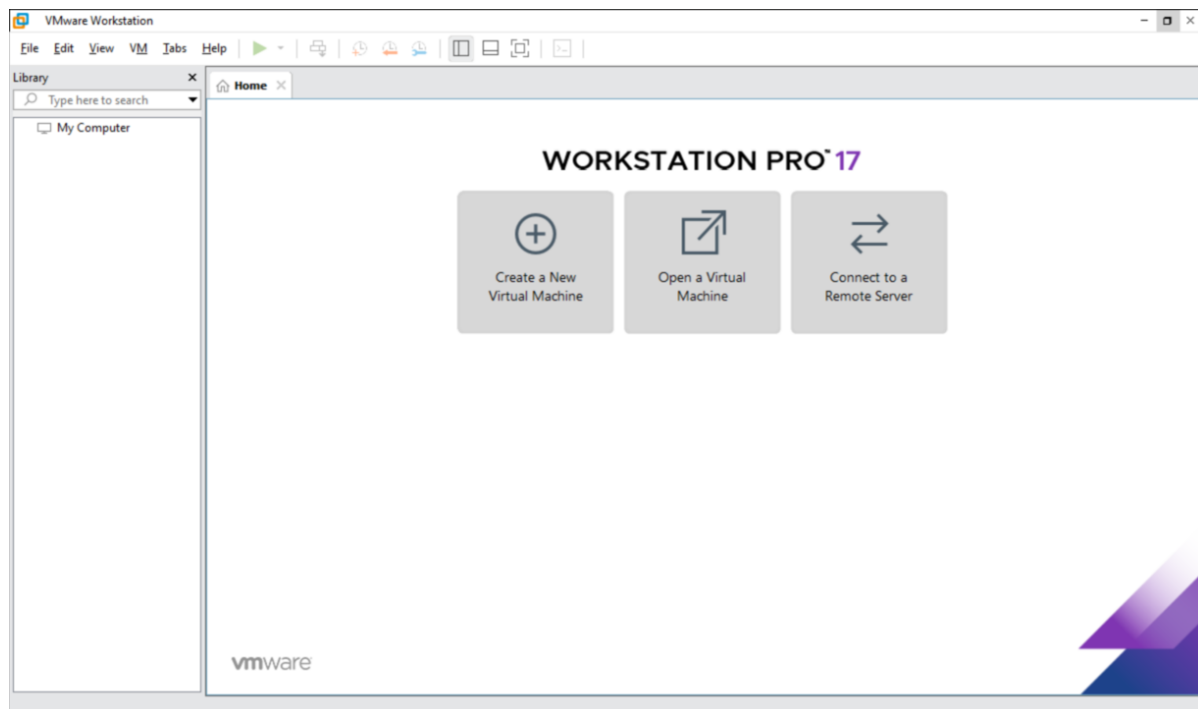 VMware Workstation
File Edit View VM Tabs Help
Library
Home
Type here to search
My Computer
WORKSTATION PRO™ 17
Create a New
Virtual Machine
Open a Virtual
Machine
Connect to a
Remote Server
vmware